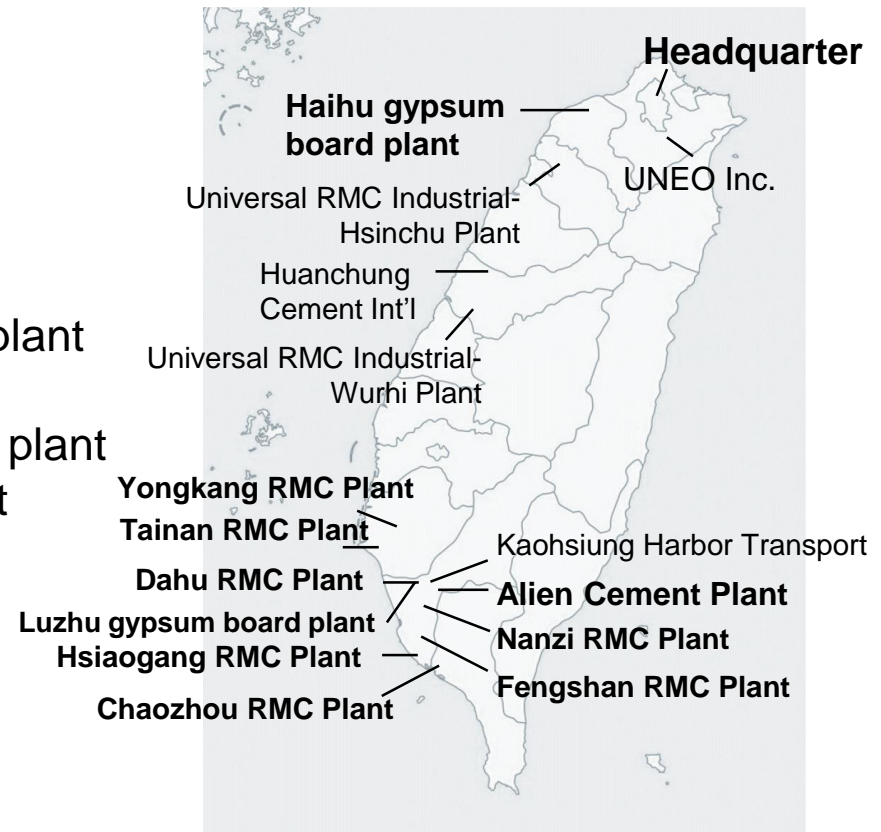 Headquarter
Haihu gypsum
board plant
UNEO Inc.
Universal RMC Industrial-
Hsinchu Plant
Huanchung
Cement Int'l
plant
Universal RMC Industrial-
Wurhi Plant
plant
t
Yongkang RMC Plant
Tainan RMC Plant
Kaohsiung Harbor Transport
Dahu RMC Plant
Alien Cement Plant
Luzhu gypsum board plant
Nanzi RMC Plant
Hsiaogang RMC Plant
Fengshan RMC Plant
Chaozhou RMC Plant